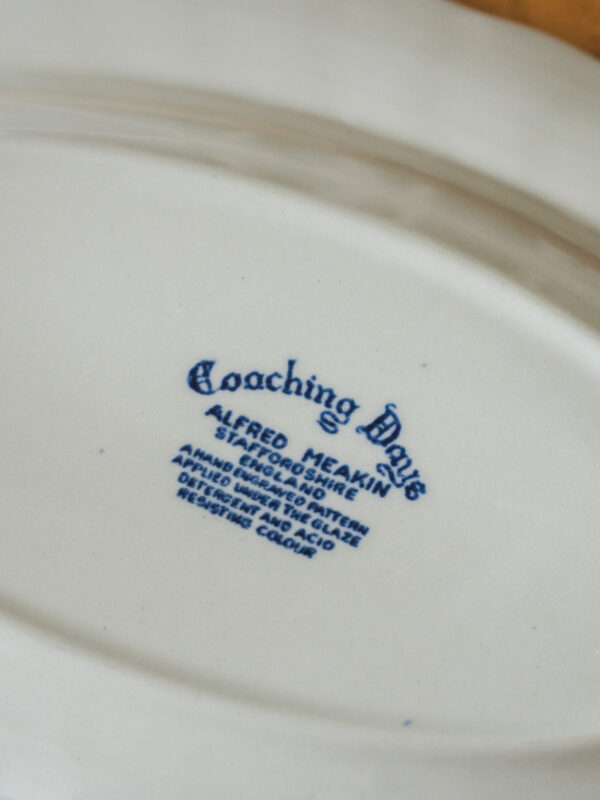 Coaching Days
ALFRED MEAKIN
STAFFORDSHIRE
ENGLAND
A HAND ENGRAVED PATTERN
APPLIED UNDER THE GLAZE
DETERGENT AND ACID
RESISTING COLOUR